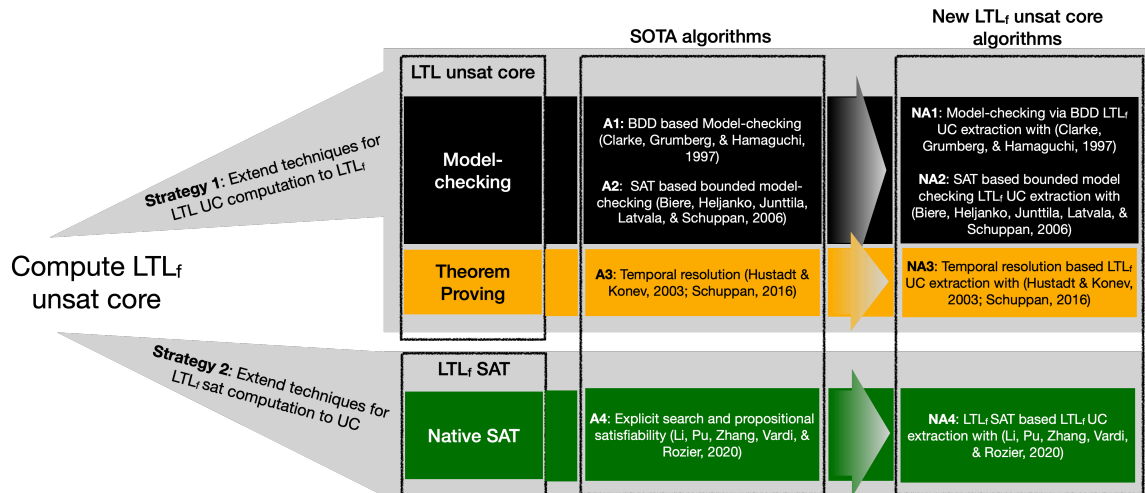 New LTLf unsat core
algorithms
SOTA algorithms
LTL unsat core
Strategy 1: Extend techniques for
LTL UC computation to LTLf
Model-
checking
A1: BDD based Model-checking
(Clarke, Grumberg, & Hamaguchi,
1997)
A2: SAT based bounded model-
checking (Biere, Heljanko, Junttila,
Latvala, & Schuppan, 2006)
NA1: Model-checking via BDD LTLf
UC extraction with (Clarke,
Grumberg, & Hamaguchi, 1997)
NA2: SAT based bounded model
checking LTLf UC extraction with
(Biere, Heljanko, Junttila, Latvala, &
Schuppan, 2006)
Compute LTLf
unsat core
Theorem
Proving
A3: Temporal resolution (Hustadt
& Konev, 2003; Schuppan, 2016)
NA3: Temporal resolution based LTLf
UC extraction with (Hustadt & Konev,
2003; Schuppan, 2016)
Strategy 2: Extend techniques for
LTLf sat computation to UC
LTLf SAT
Native SAT
A4: Explicit search and propositional
satisfiability (Li, Pu, Zhang, Vardi, &
Rozier, 2020)
NA4: LTLf SAT based LTLf UC
extraction with (Li, Pu, Zhang, Vardi,
& Rozier, 2020)